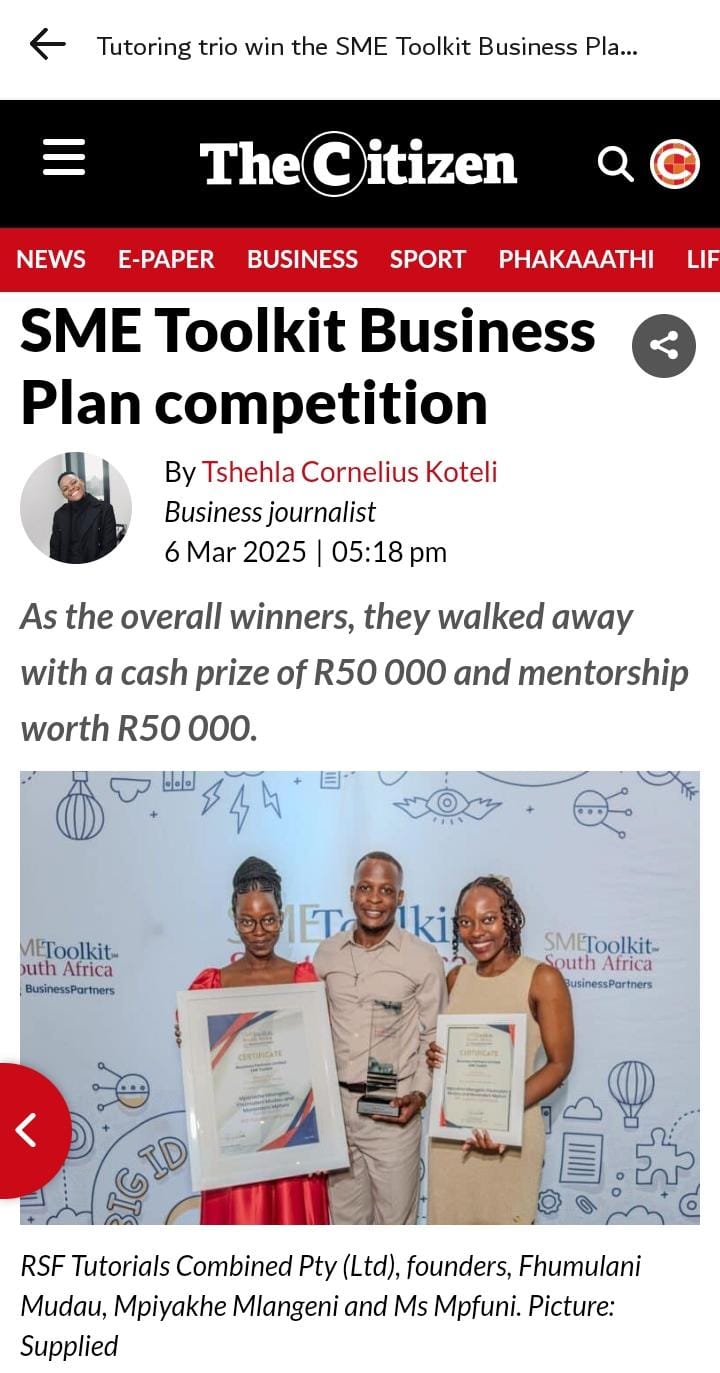 Tutoring trio win the SME Toolkit Business Pla...
The Citizen
NEWS E-PAPER BUSINESS SPORT PHAKAAATHI LIF
SME Toolkit Business
Plan competition
By Tshehla Cornelius Koteli
Business journalist
6 Mar 2025 | 05:18 pm
As the overall winners, they walked away
with a cash prize of R50 000 and mentorship
worth R50 000.
METoolkit
outh Africa
BusinessPartners
SMEToolkit
South Africa
BusinessPartners
CERTIFICATE
CERTIFICATE
BIG ID
RSF Tutorials Combined Pty (Ltd), founders, Fhumulani
Mudau, Mpiyakhe Mlangeni and Ms Mpfuni. Picture:
Supplied